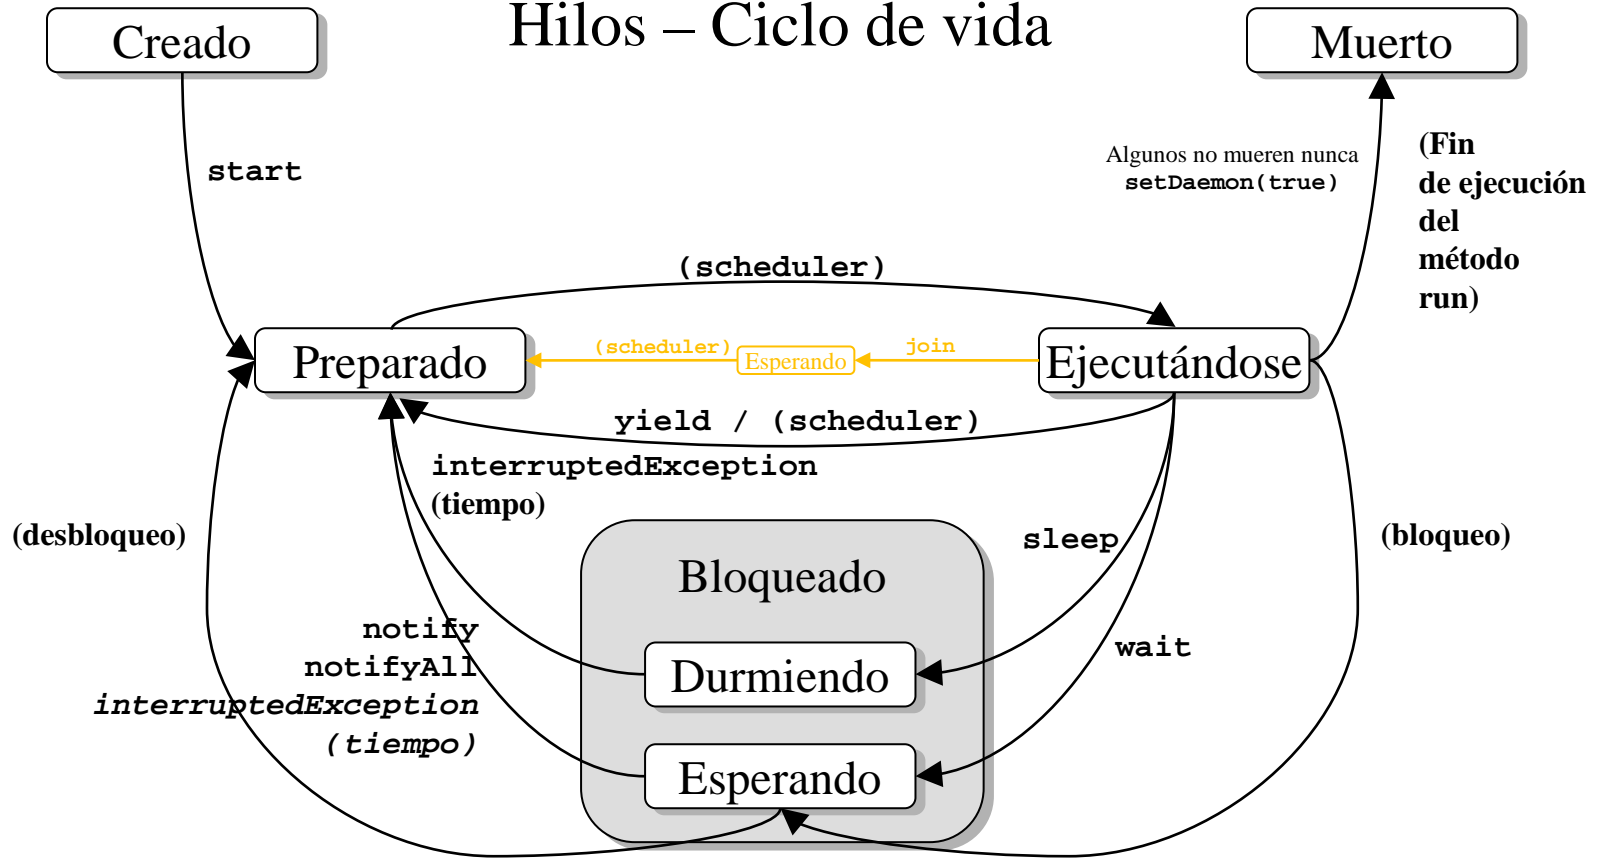 Hilos – Ciclo de vida
Creado
Muerto
start
Algunos no mueren nunca
setDaemon(true)
(Fin
de ejecución
del
método
run)
(scheduler)
Preparado
(scheduler)
Esperando
join
Ejecutándose
yield / (scheduler)
interruptedException
(tiempo)
(desbloqueo)
sleep
(bloqueo)
Bloqueado
notify
notifyAll
interruptedException
(tiempo)
wait
Durmiendo
Esperando